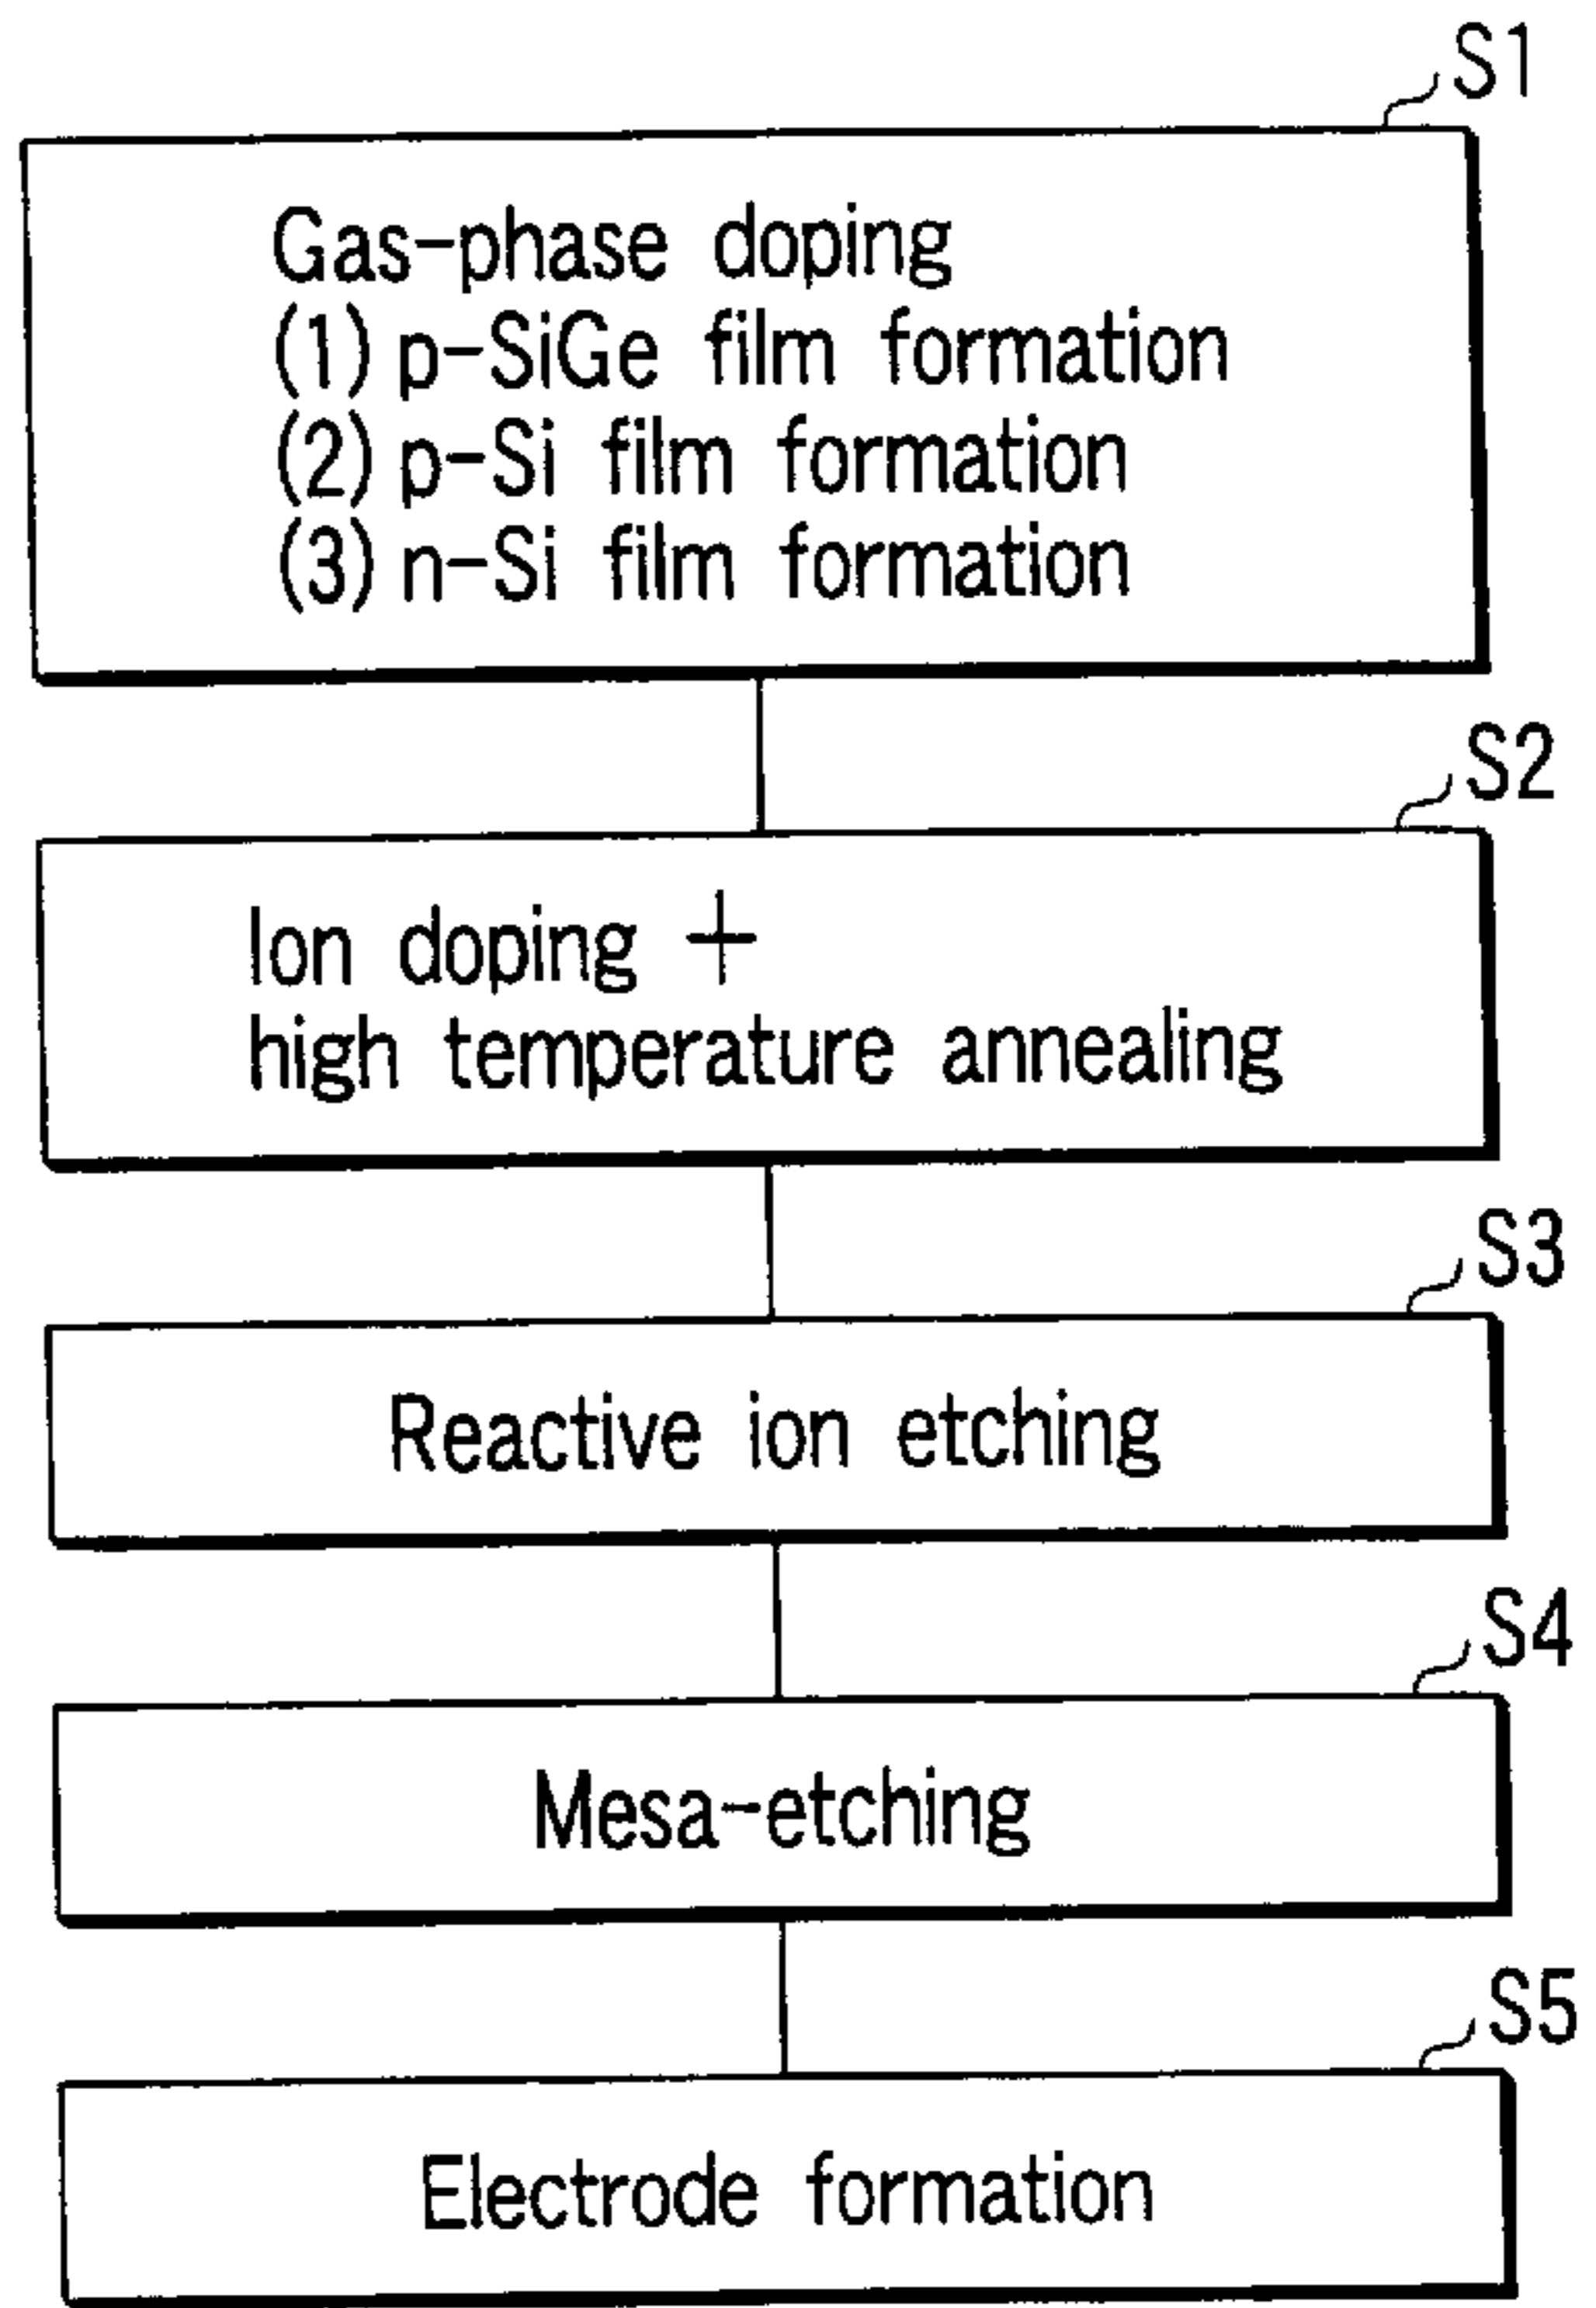 S1
Gas-phase doping
(1) p-SiGe film formation
(2) p-Si film formation
(3) n-Si film formation
S2
Ion doping +
high temperature annealing
S3
Reactive ion etching
S4
Mesa-etching
S5
Electrode formation